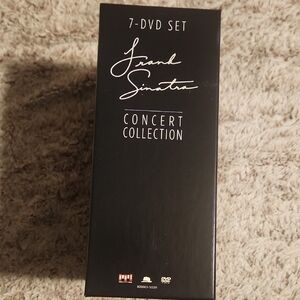 7-DVD SET
Frank
Sinatra
CONCERT
COLLECTION
DVD